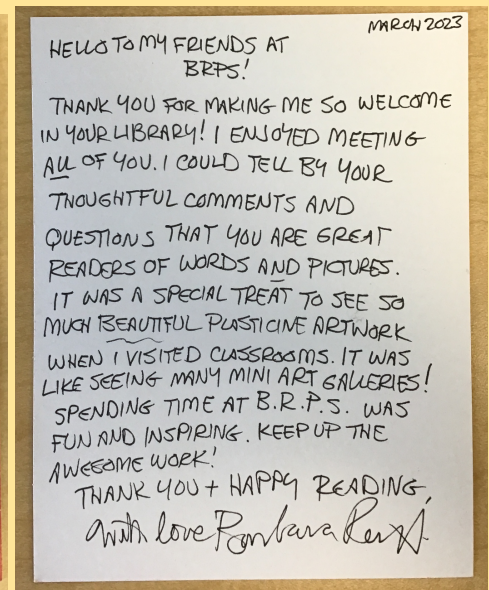 MARCH 2023
HELLO TO MY FRIENDS AT
BRPS!
THANK YOU FOR MAKING ME SO WELCOME
IN YOUR LIBRARY! I ENJOYED MEETING
ALL OF YOU. I COULD TELL BY YOUR
THOUGHTFUL COMMENTS AND
QUESTIONS THAT YOU ARE GREAT
READERS OF WORDS AND PICTURES.
IT WAS A SPECIAL TREAT TO SEE SO
MUCH BEAUTIFUL PLASTICINE ARTWORK
WHEN I VISITED CLASSROOMS. IT WAS
LIKE SEEING MANY MINI ART GALLERIES!
SPENDING TIME AT B.R.P.S. WAS
FUN AND INSPIRING. KEEP UP THE
AWESOME WORK!
THANK YOU + HAPPY READING,
With love Barbara Reid.